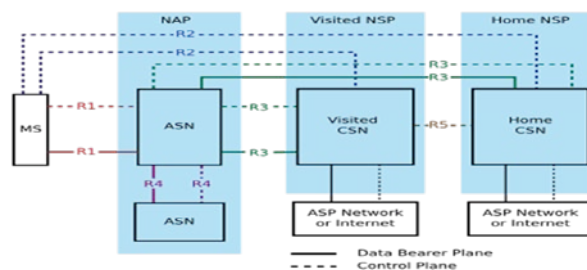 NAP
Visited NSP
Home NSP
R2
R2
R3
R3
R1
R3
MS
ASN
Visited
CSN
R5
Home
CSN
R1
R3
R4
R4
ASN
ASP Network
or Internet
ASP Network
or Internet
Data Bearer Plane
Control Plane